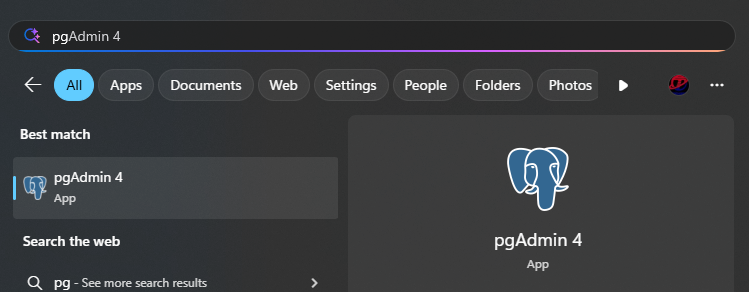 pgAdmin 4
All Apps Documents Web Settings People Folders Photos
Best match
pgAdmin 4
App
Search the web
pg - See more search results
pgAdmin 4
App